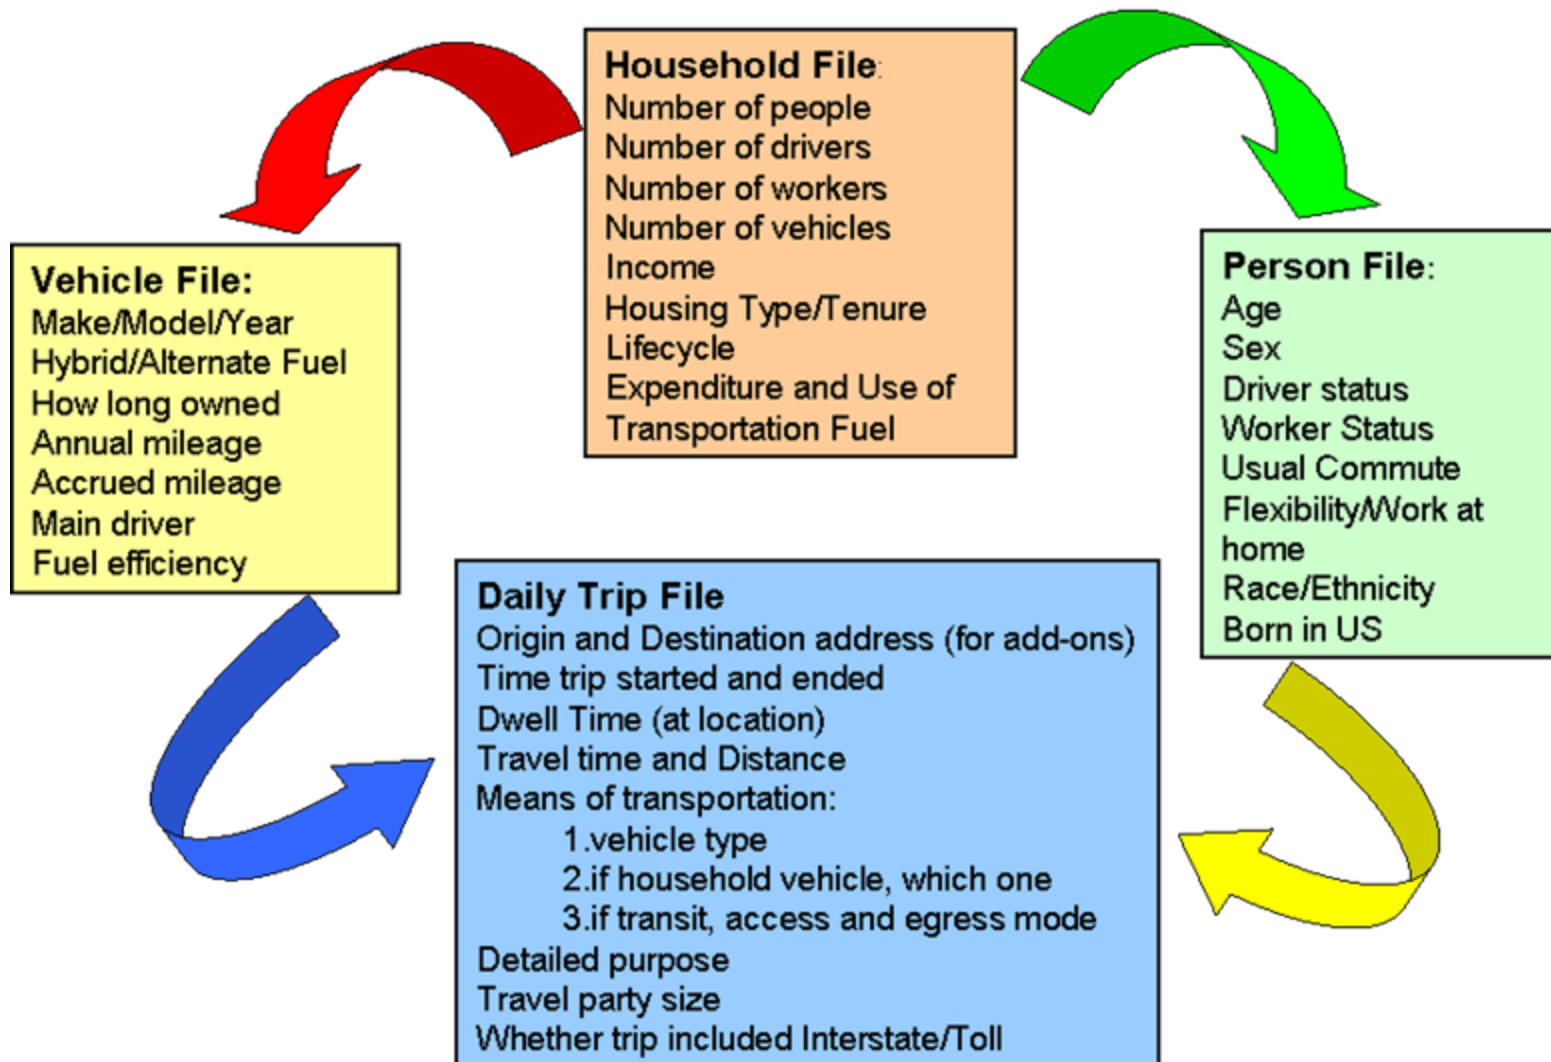 Household File:
Number of people
Number of drivers
Number of workers
Number of vehicles
Income
Housing Type/Tenure
Lifecycle
Expenditure and Use of
Transportation Fuel
Vehicle File:
Make/Model/Year
Hybrid/Alternate Fuel
How long owned
Annual mileage
Accrued mileage
Main driver
Fuel efficiency
Person File:
Age
Sex
Driver status
Worker Status
Usual Commute
Flexibility/Work at
home
Race/Ethnicity
Born in US
Daily Trip File
Origin and Destination address (for add-ons)
Time trip started and ended
Dwell Time (at location)
Travel time and Distance
Means of transportation:
1.vehicle type
2.if household vehicle, which one
3.if transit, access and egress mode
Detailed purpose
Travel party size
Whether trip included Interstate/Toll